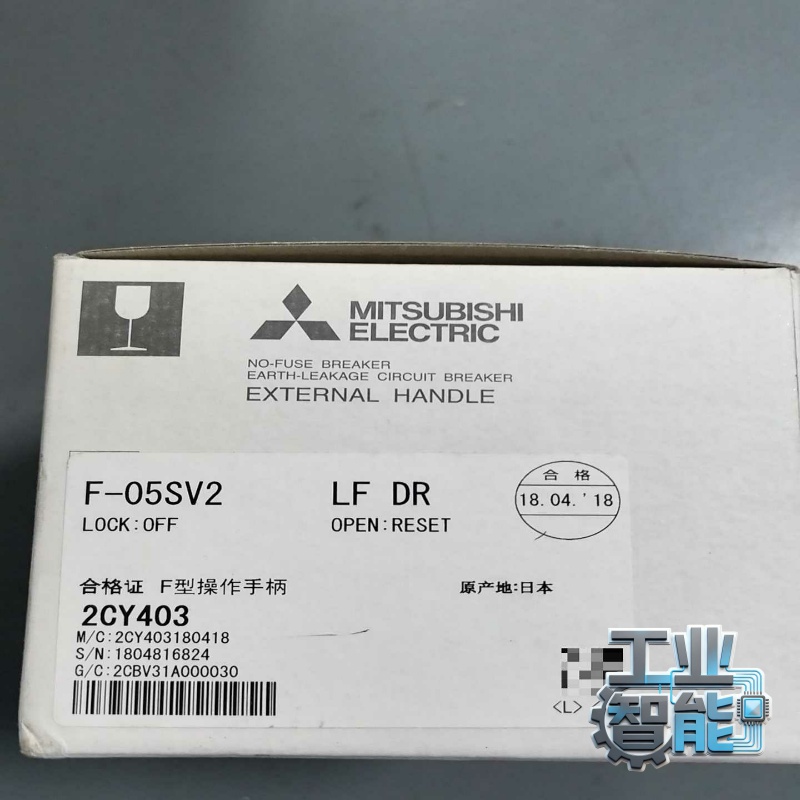 MITSUBISHI
ELECTRIC
NO-FUSE BREAKER
EARTH-LEAKAGE CIRCUIT BREAKER
EXTERNAL HANDLE
F-05SV2
LF DR
合格
18.04.'18
LOCK:OFF
OPEN:RESET
合格证 F型操作手柄
原产地:日本
2CY403
M/C:2CY403180418
S/N:1804816824
G/C:2CBV31A000030
<L>
工业
智能